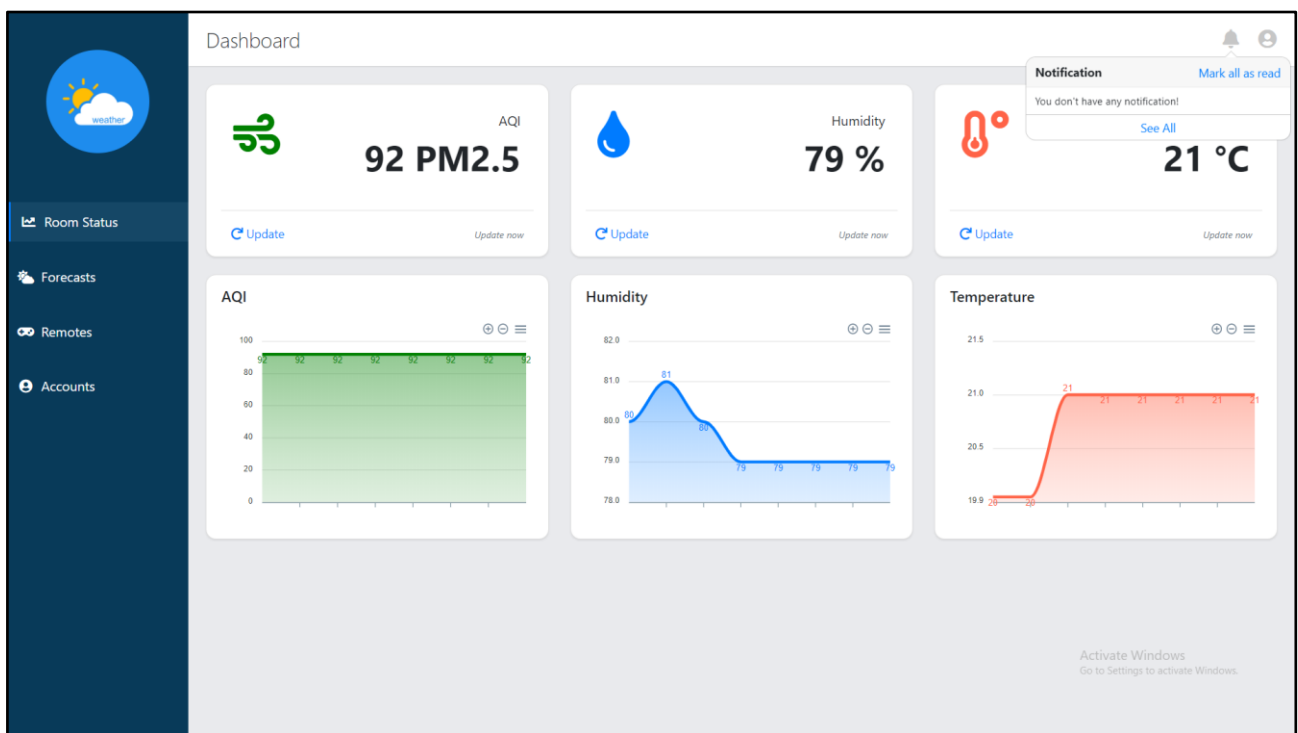 Dashboard
weather
Notification
Mark all as read
You don't have any notification!
See All
AQI
92 PM2.5
Update
Update now
Humidity
79 %
Update
Update now
21 °C
Update
Update now
Room Status
Forecasts
Remotes
Accounts
AQI
100
80
60
40
20
0
92 92 92 92 92 92 92 92
Humidity
82.0
81.0
80.0
79.0
78.0
80 81 80 79 79 79 79 79
Temperature
21.5
21.0
20.5
19.9
20 20 21 21 21 21 21 21
Activate Windows
Go to Settings to activate Windows.